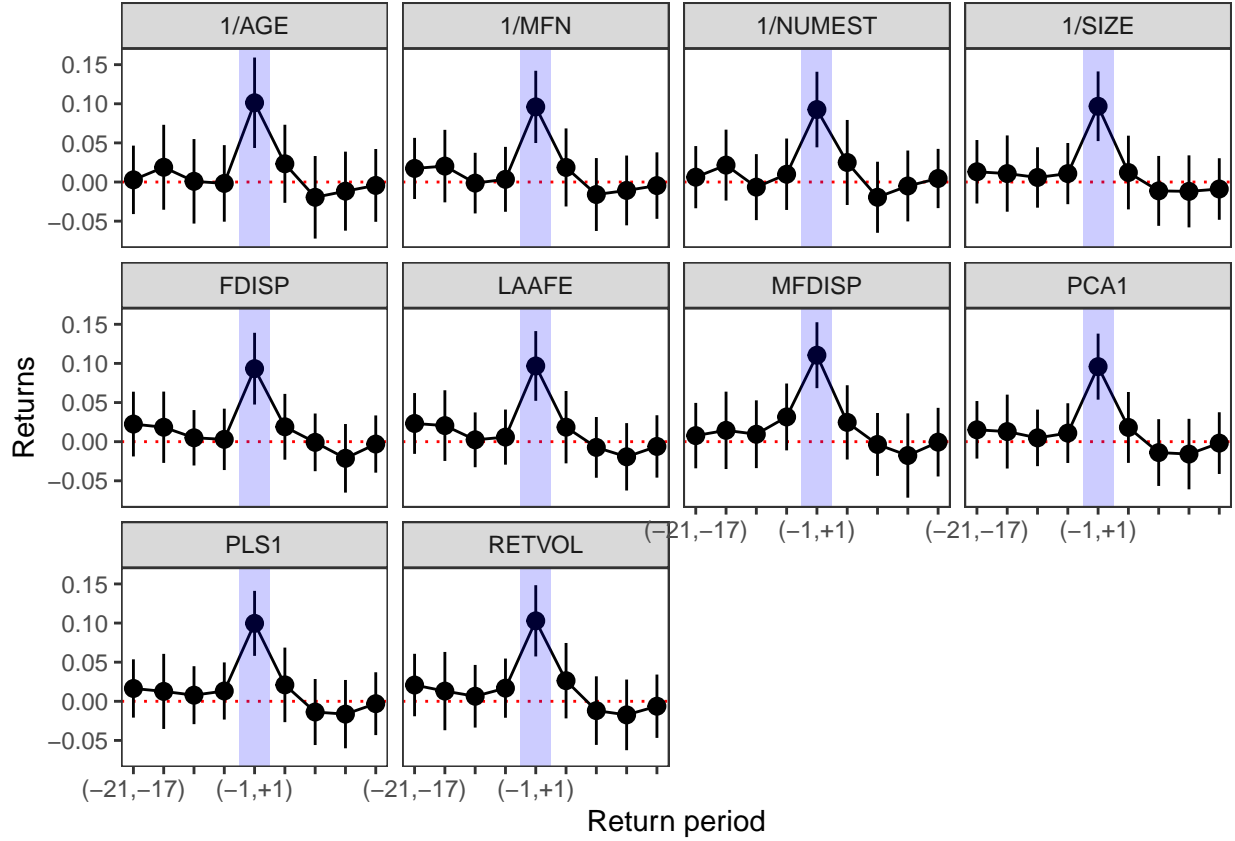 1/AGE 1/MFN 1/NUMEST 1/SIZE
0.15
0.10
0.05
0.00
−0.05
FDISP LAAFE MFDISP PCA1
0.15
0.10
0.05
0.00
−0.05
Returns
(−21,−17) (−1,+1) (−21,−17) (−1,+1)
PLS1 RETVOL
0.15
0.10
0.05
0.00
−0.05
(−21,−17) (−1,+1) (−21,−17) (−1,+1)
Return period